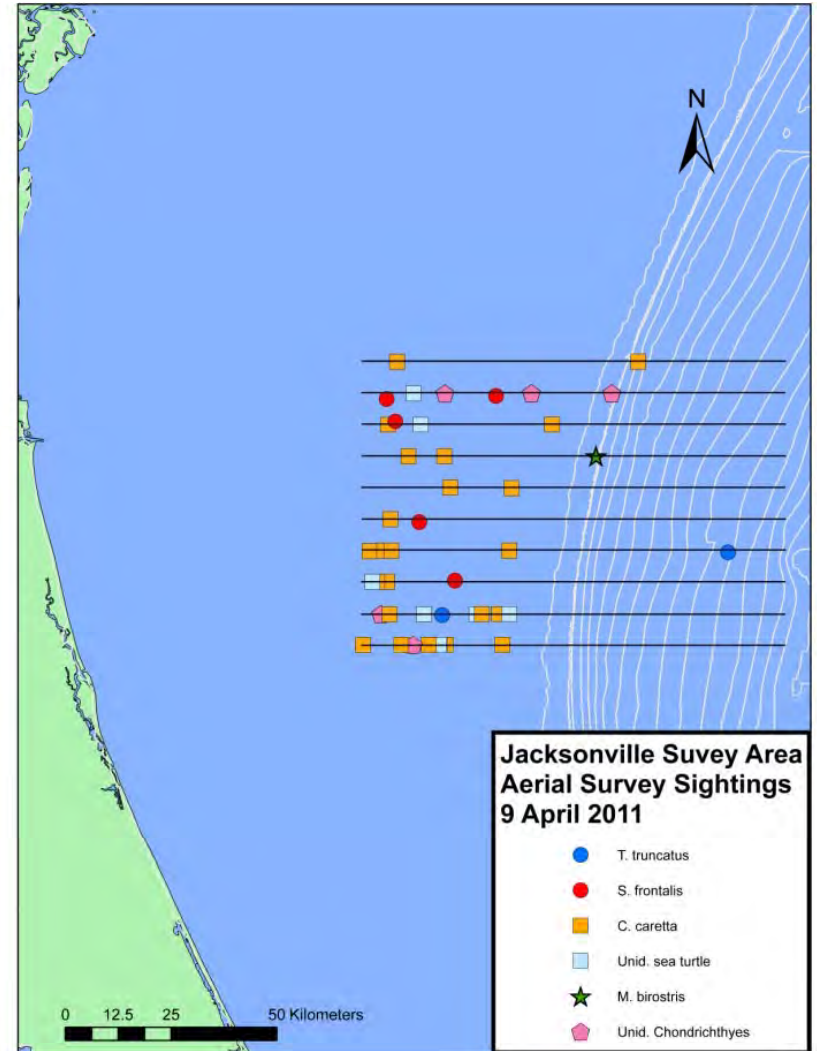 N
Jacksonville Suvey Area
Aerial Survey Sightings
9 April 2011
T. truncatus
S. frontalis
C. caretta
Unid. sea turtle
M. birostris
Unid. Chondrichthyes
0 12.5 25 50 Kilometers